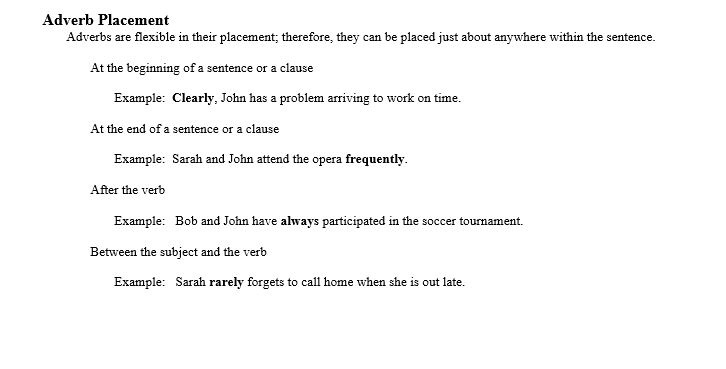 Adverb Placement
Adverbs are flexible in their placement; therefore, they can be placed just about anywhere within the sentence.
At the beginning of a sentence or a clause
Example:  Clearly, John has a problem arriving to work on time.
At the end of a sentence or a clause
Example:  Sarah and John attend the opera frequently.
After the verb
Example:   Bob and John have always participated in the soccer tournament.
Between the subject and the verb
Example:   Sarah rarely forgets to call home when she is out late.